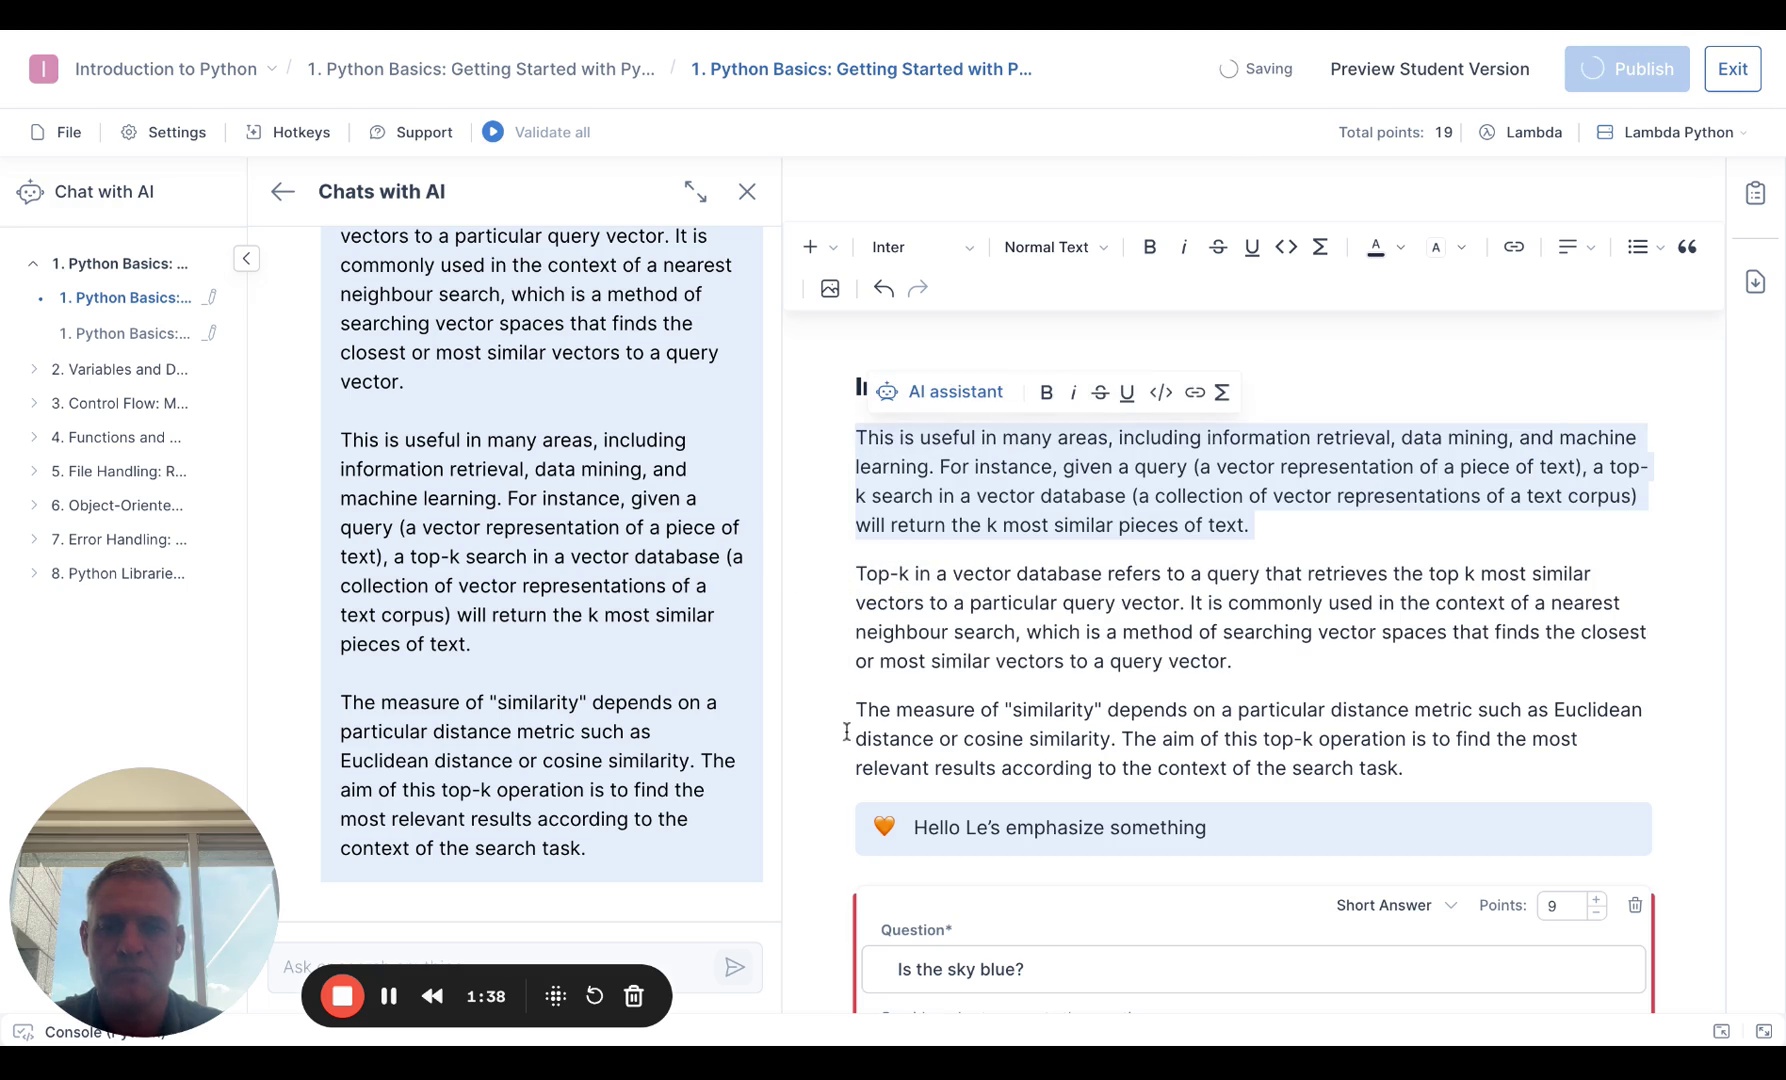 I Introduction to Python / 1. Python Basics: Getting Started with Py... / 1. Python Basics: Getting Started with P...
Saving Preview Student Version Publish Exit
File Settings Hotkeys Support Validate all
Total points: 19 Lambda Lambda Python
Chat with AI
1. Python Basics: ...
1. Python Basics:...
1. Python Basics:...
2. Variables and D...
3. Control Flow: M...
4. Functions and ...
5. File Handling: R...
6. Object-Oriente...
7. Error Handling: ...
8. Python Librarie...
Chats with AI
vectors to a particular query vector. It is
commonly used in the context of a nearest
neighbour search, which is a method of
searching vector spaces that finds the
closest or most similar vectors to a query
vector.
This is useful in many areas, including
information retrieval, data mining, and
machine learning. For instance, given a
query (a vector representation of a piece of
text), a top-k search in a vector database (a
collection of vector representations of a
text corpus) will return the k most similar
pieces of text.
The measure of "similarity" depends on a
particular distance metric such as
Euclidean distance or cosine similarity. The
aim of this top-k operation is to find the
most relevant results according to the
context of the search task.
1:38
Inter Normal Text B i S U <> Σ A A
AI assistant B i S U </> Σ
This is useful in many areas, including information retrieval, data mining, and machine
learning. For instance, given a query (a vector representation of a piece of text), a top-
k search in a vector database (a collection of vector representations of a text corpus)
will return the k most similar pieces of text.
Top-k in a vector database refers to a query that retrieves the top k most similar
vectors to a particular query vector. It is commonly used in the context of a nearest
neighbour search, which is a method of searching vector spaces that finds the closest
or most similar vectors to a query vector.
The measure of "similarity" depends on a particular distance metric such as Euclidean
distance or cosine similarity. The aim of this top-k operation is to find the most
relevant results according to the context of the search task.
🧡 Hello Le’s emphasize something
Short Answer Points: 9
Question*
Is the sky blue?
Console